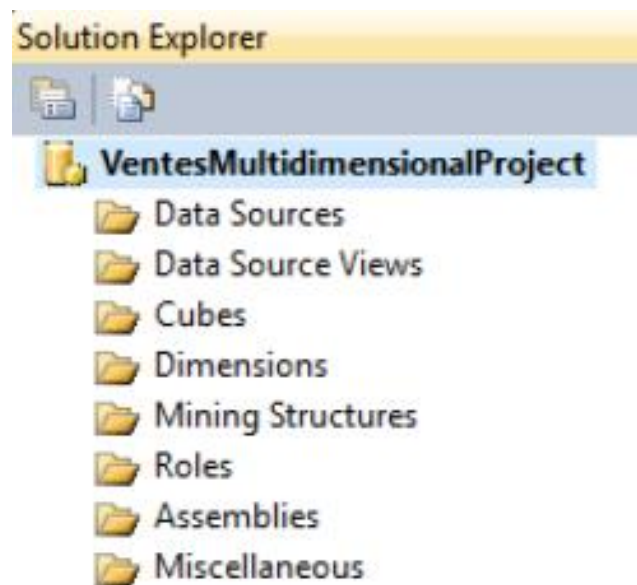 Solution Explorer
VentesMultidimensionalProject
Data Sources
Data Source Views
Cubes
Dimensions
Mining Structures
Roles
Assemblies
Miscellaneous